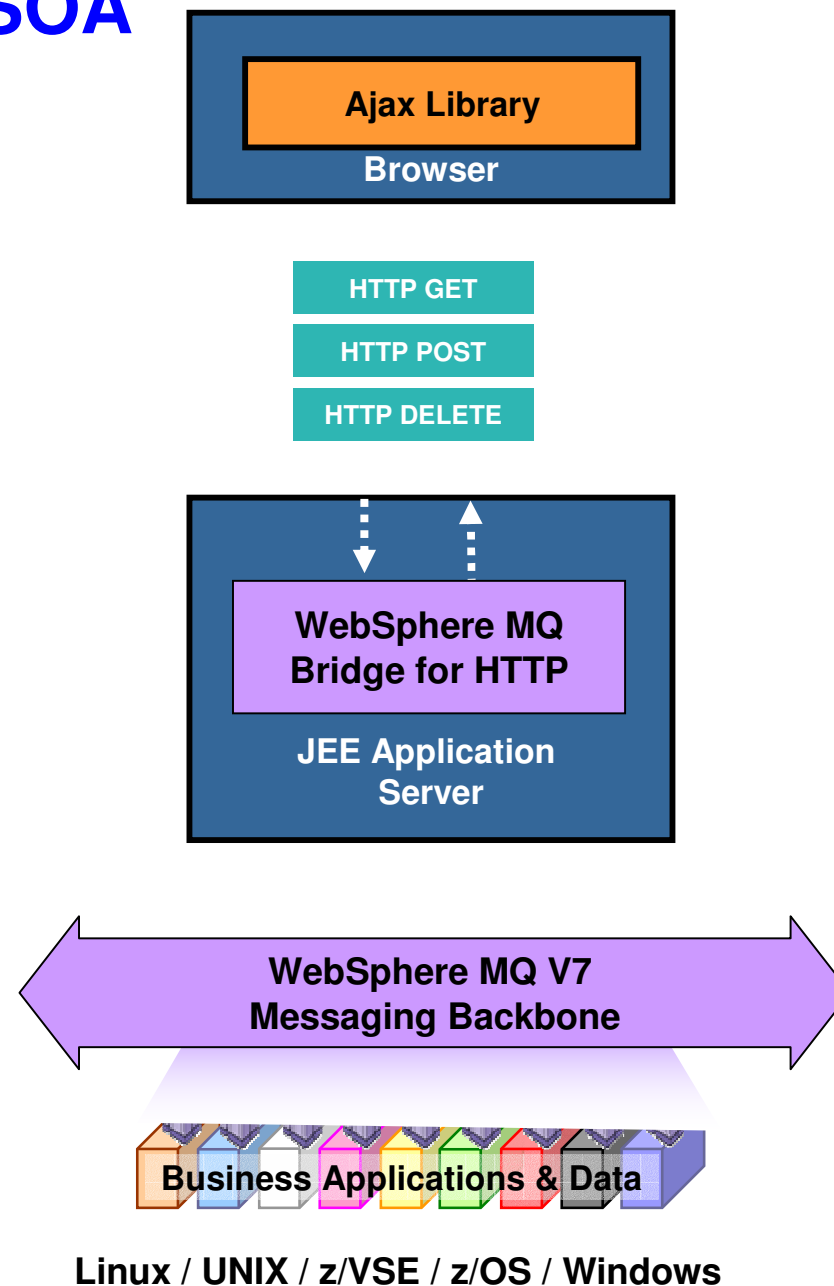 SOA
Ajax Library
Browser
HTTP GET
HTTP POST
HTTP DELETE
WebSphere MQ
Bridge for HTTP
JEE Application
Server
WebSphere MQ V7
Messaging Backbone
Business Applications & Data
Linux / UNIX / z/VSE / z/OS / Windows